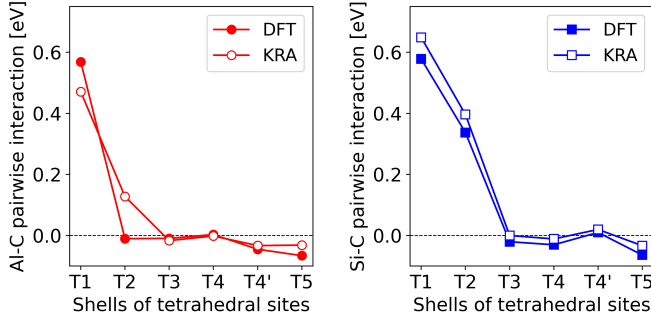 Al-C pairwise interaction [eV]
0.6
0.4
0.2
0.0
DFT
KRA
T1 T2 T3 T4 T4' T5
Shells of tetrahedral sites
Si-C pairwise interaction [eV]
0.6
0.4
0.2
0.0
DFT
KRA
T1 T2 T3 T4 T4' T5
Shells of tetrahedral sites